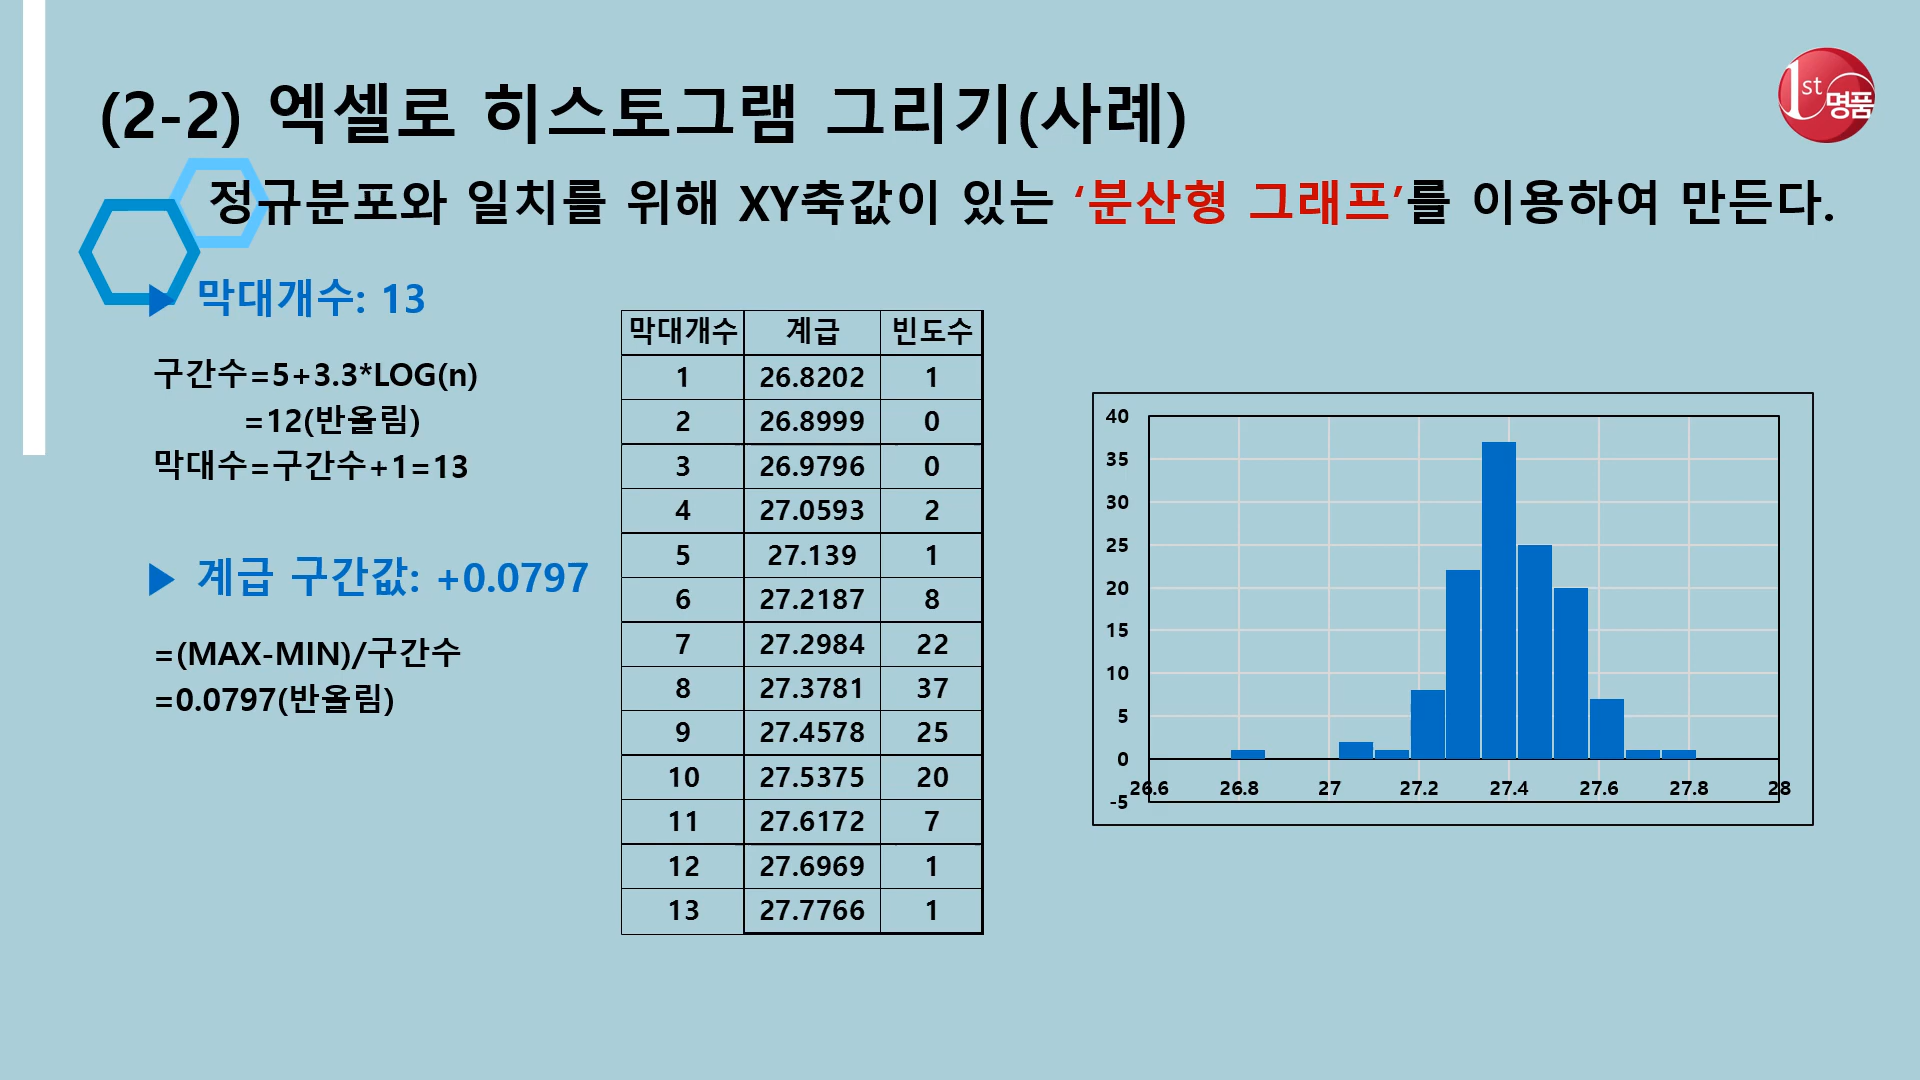 (2-2) 엑셀로 히스토그램 그리기(사례)
1st 명품
정규분포와 일치를 위해 XY축값이 있는 ‘분산형 그래프’를 이용하여 만든다.
▶ 막대개수: 13
구간수=5+3.3*LOG(n)
=12(반올림)
막대수=구간수+1=13
▶ 계급 구간값: +0.0797
=(MAX-MIN)/구간수
=0.0797(반올림)
막대개수 계급 빈도수
1 26.8202 1
2 26.8999 0
3 26.9796 0
4 27.0593 2
5 27.139 1
6 27.2187 8
7 27.2984 22
8 27.3781 37
9 27.4578 25
10 27.5375 20
11 27.6172 7
12 27.6969 1
13 27.7766 1
40
35
30
25
20
15
10
5
0
-5
26.6 26.8 27 27.2 27.4 27.6 27.8 28